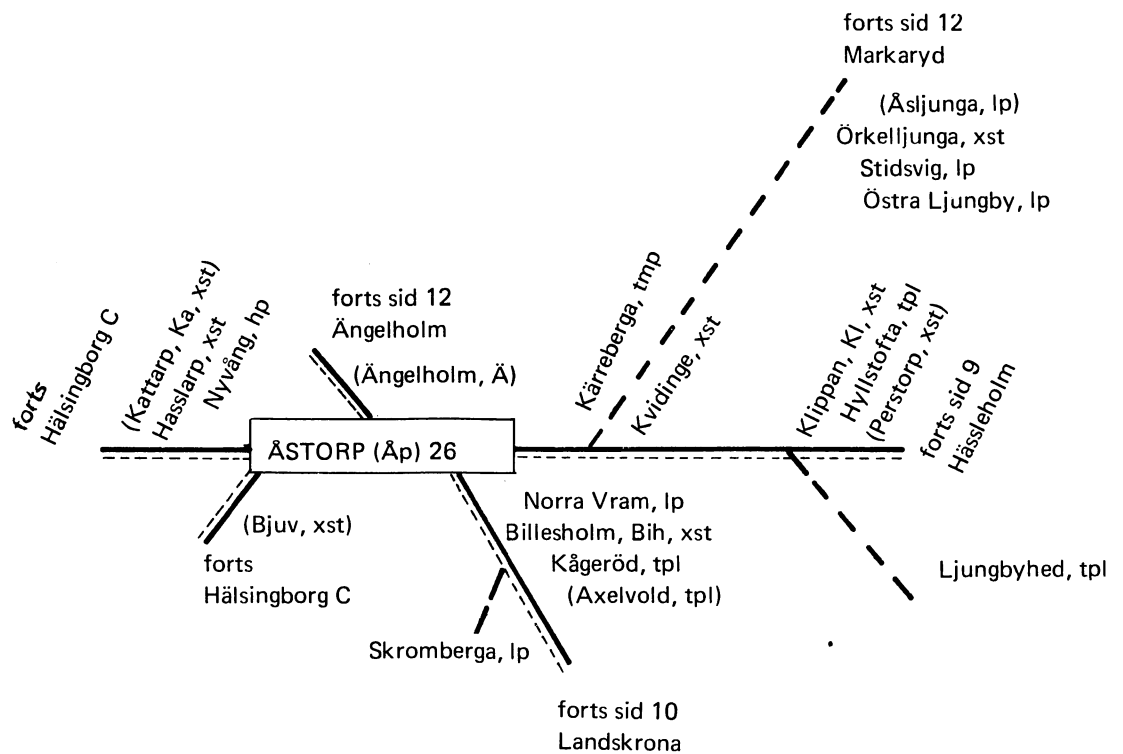 forts sid 12
Markaryd
(Åsljunga, lp)
Örkelljunga, xst
Stidsvig, lp
Östra Ljungby, lp
forts
Hälsingborg C
(Kattarp, Ka, xst)
Hasslarp, xst
Nyvång, hp
forts sid 12
Ängelholm
(Ängelholm, Ä)
Kärreberga, tmp
Kvidinge, xst
Klippan, Kl, xst
Hyllstofta, tpl
(Perstorp, xst)
forts sid 9
Hässleholm
ÅSTORP (Åp) 26
(Bjuv, xst)
forts
Hälsingborg C
Norra Vram, lp
Billesholm, Bih, xst
Kågeröd, tpl
(Axelvold, tpl)
Skromberga, lp
Ljungbyhed, tpl
forts sid 10
Landskrona